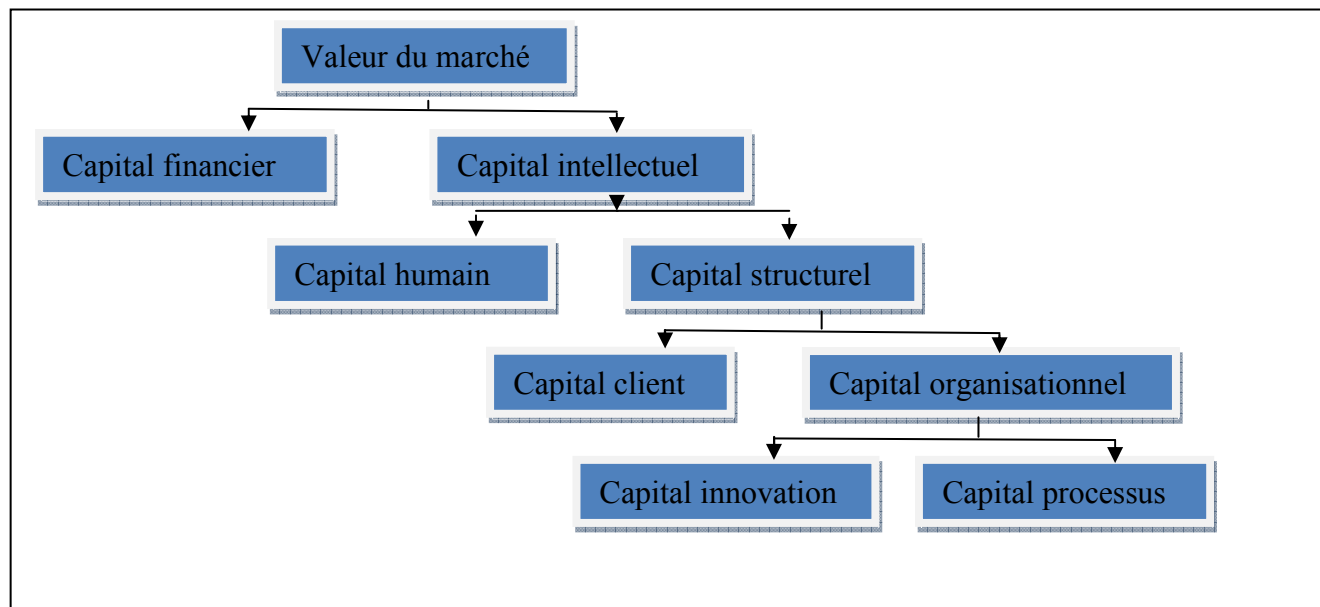 Valeur du marché
Capital financier
Capital intellectuel
Capital humain
Capital structurel
Capital client
Capital organisationnel
Capital innovation
Capital processus